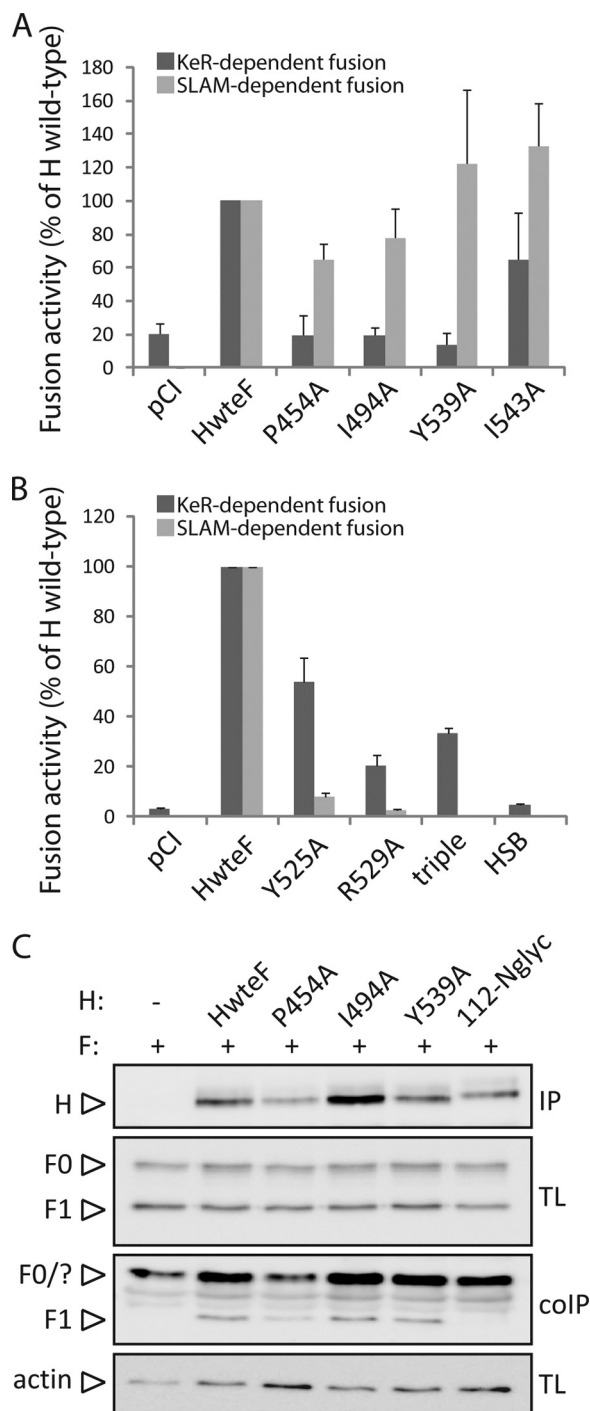 A
KeR-dependent fusion
SLAM-dependent fusion
Fusion activity (% of H wild-type)
180
160
140
120
100
80
60
40
20
0
pCI
HwteF
P454A
I494A
Y539A
I543A
B
KeR-dependent fusion
SLAM-dependent fusion
Fusion activity (% of H wild-type)
120
100
80
60
40
20
0
pCI
HwteF
Y525A
R529A
triple
HSB
C
H: - HwteF P454A I494A Y539A 112-Nglyc
F: + + + + + +
H IP
F0
F1
TL
F0/?
F1
coIP
actin TL